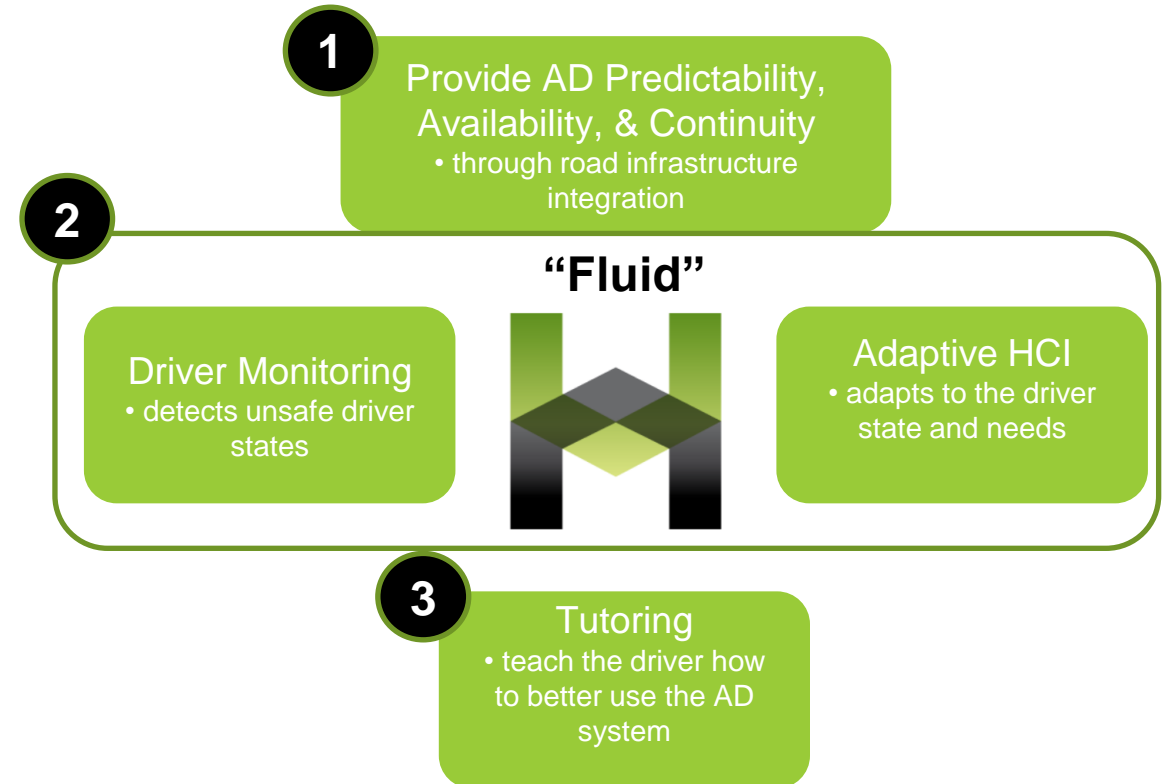 1
Provide AD Predictability,
Availability, & Continuity
• through road infrastructure
integration
2
“Fluid”
Driver Monitoring
• detects unsafe driver
states
Adaptive HCI
• adapts to the driver
state and needs
3
Tutoring
• teach the driver how
to better use the AD
system